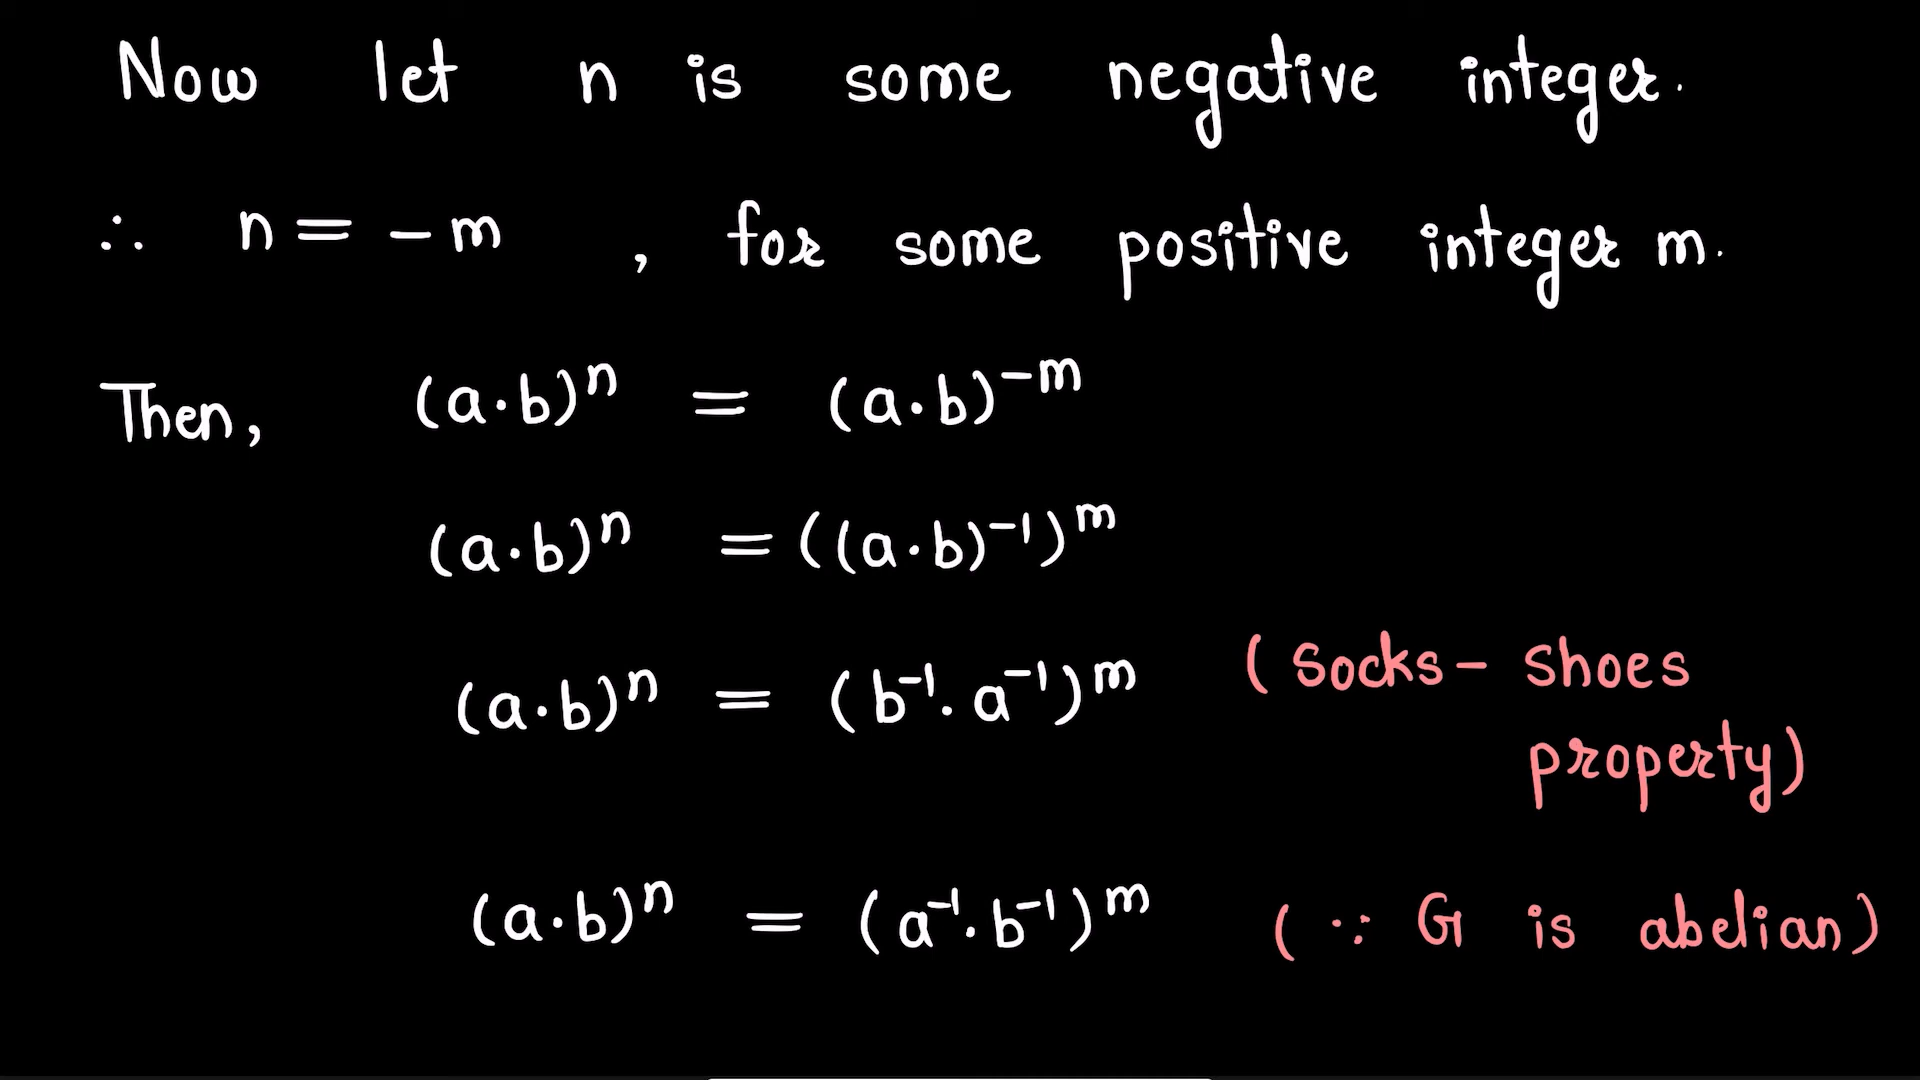 Now let n is some negative integer.
∴ n = -m , for some positive integer m.
Then, (a·b)ⁿ = (a·b)⁻ᵐ
(a·b)ⁿ = ((a·b)⁻¹)ᵐ
(a·b)ⁿ = (b⁻¹·a⁻¹)ᵐ (Socks- Shoes
property)
(a·b)ⁿ = (a⁻¹·b⁻¹)ᵐ (∵ G is abelian)